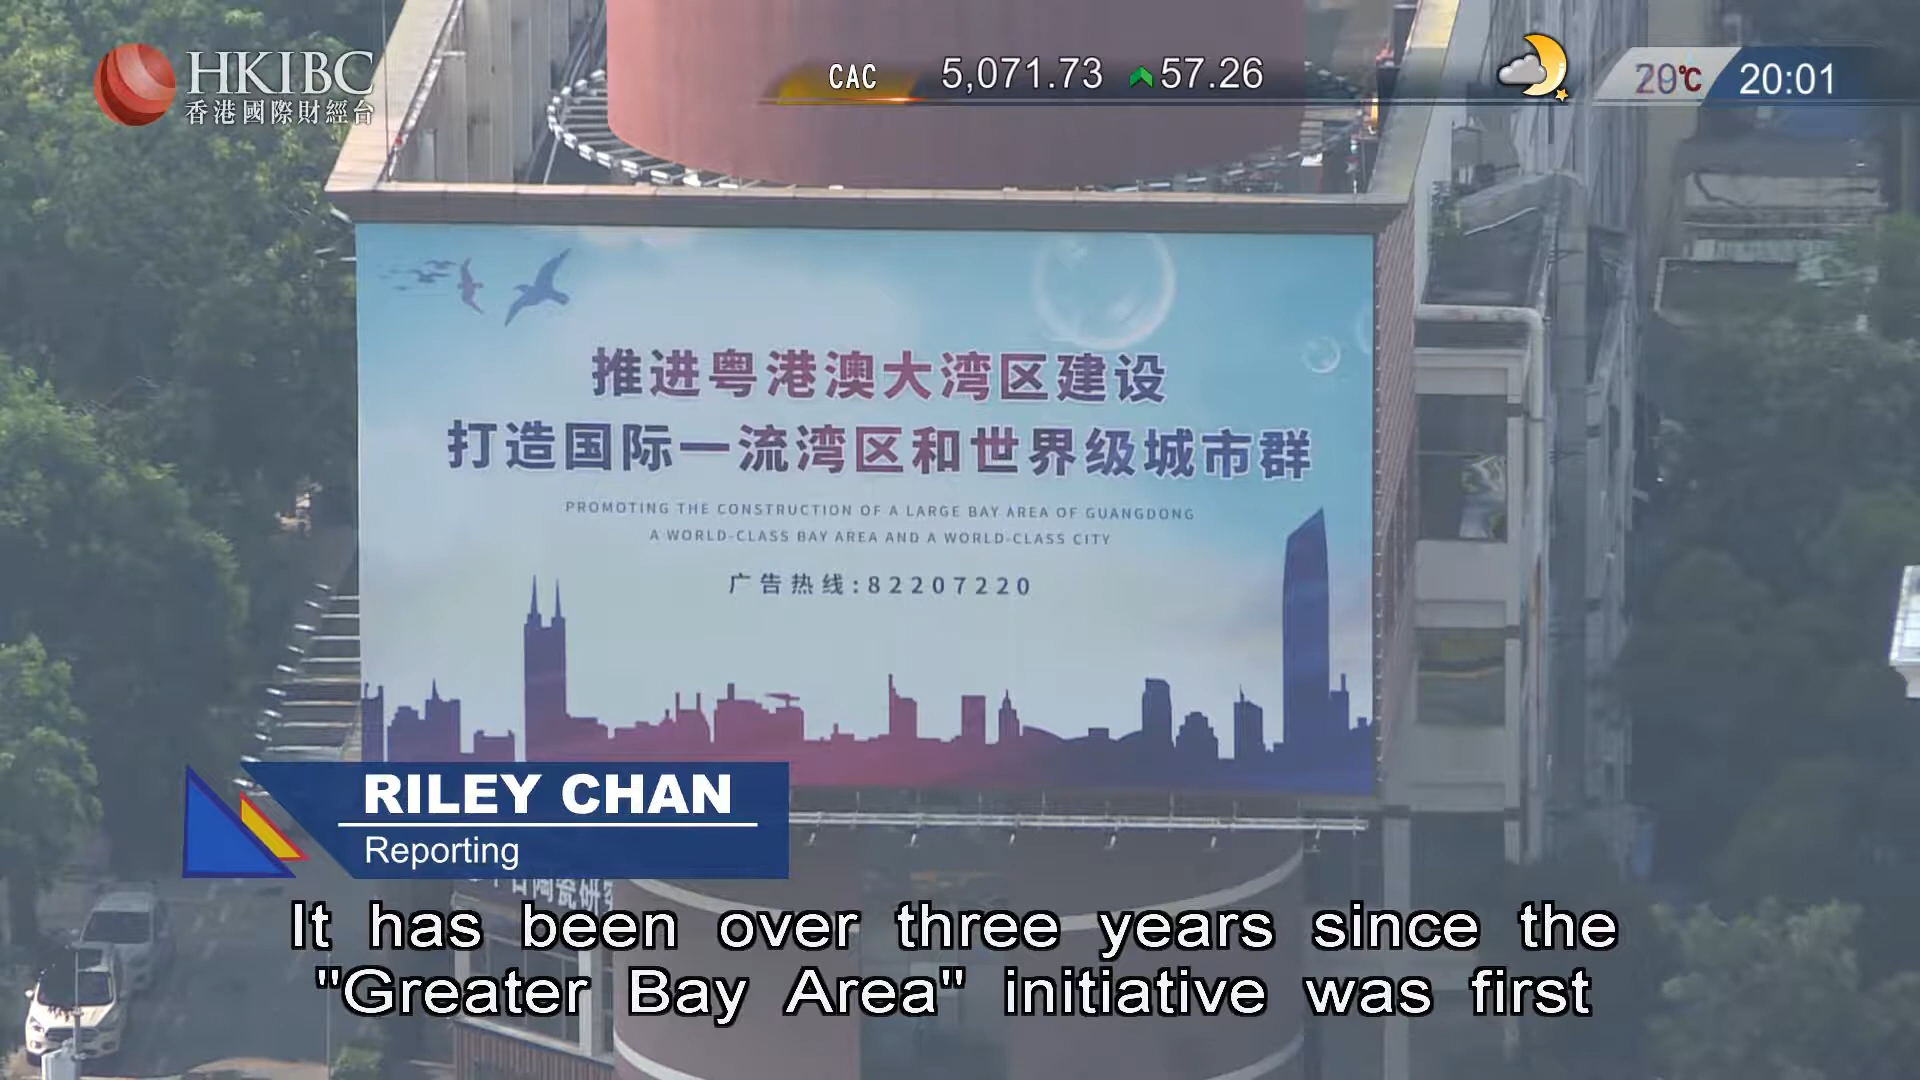 HKIBC
香港國際財經台
CAC 5,071.73 57.26
20:01
推进粤港澳大湾区建设
打造国际一流湾区和世界级城市群
PROMOTING THE CONSTRUCTION OF A LARGE BAY AREA OF GUANGDONG
A WORLD-CLASS BAY AREA AND A WORLD-CLASS CITY
广告热线:82207220
RILEY CHAN
Reporting
It has been over three years since the
"Greater Bay Area" initiative was first